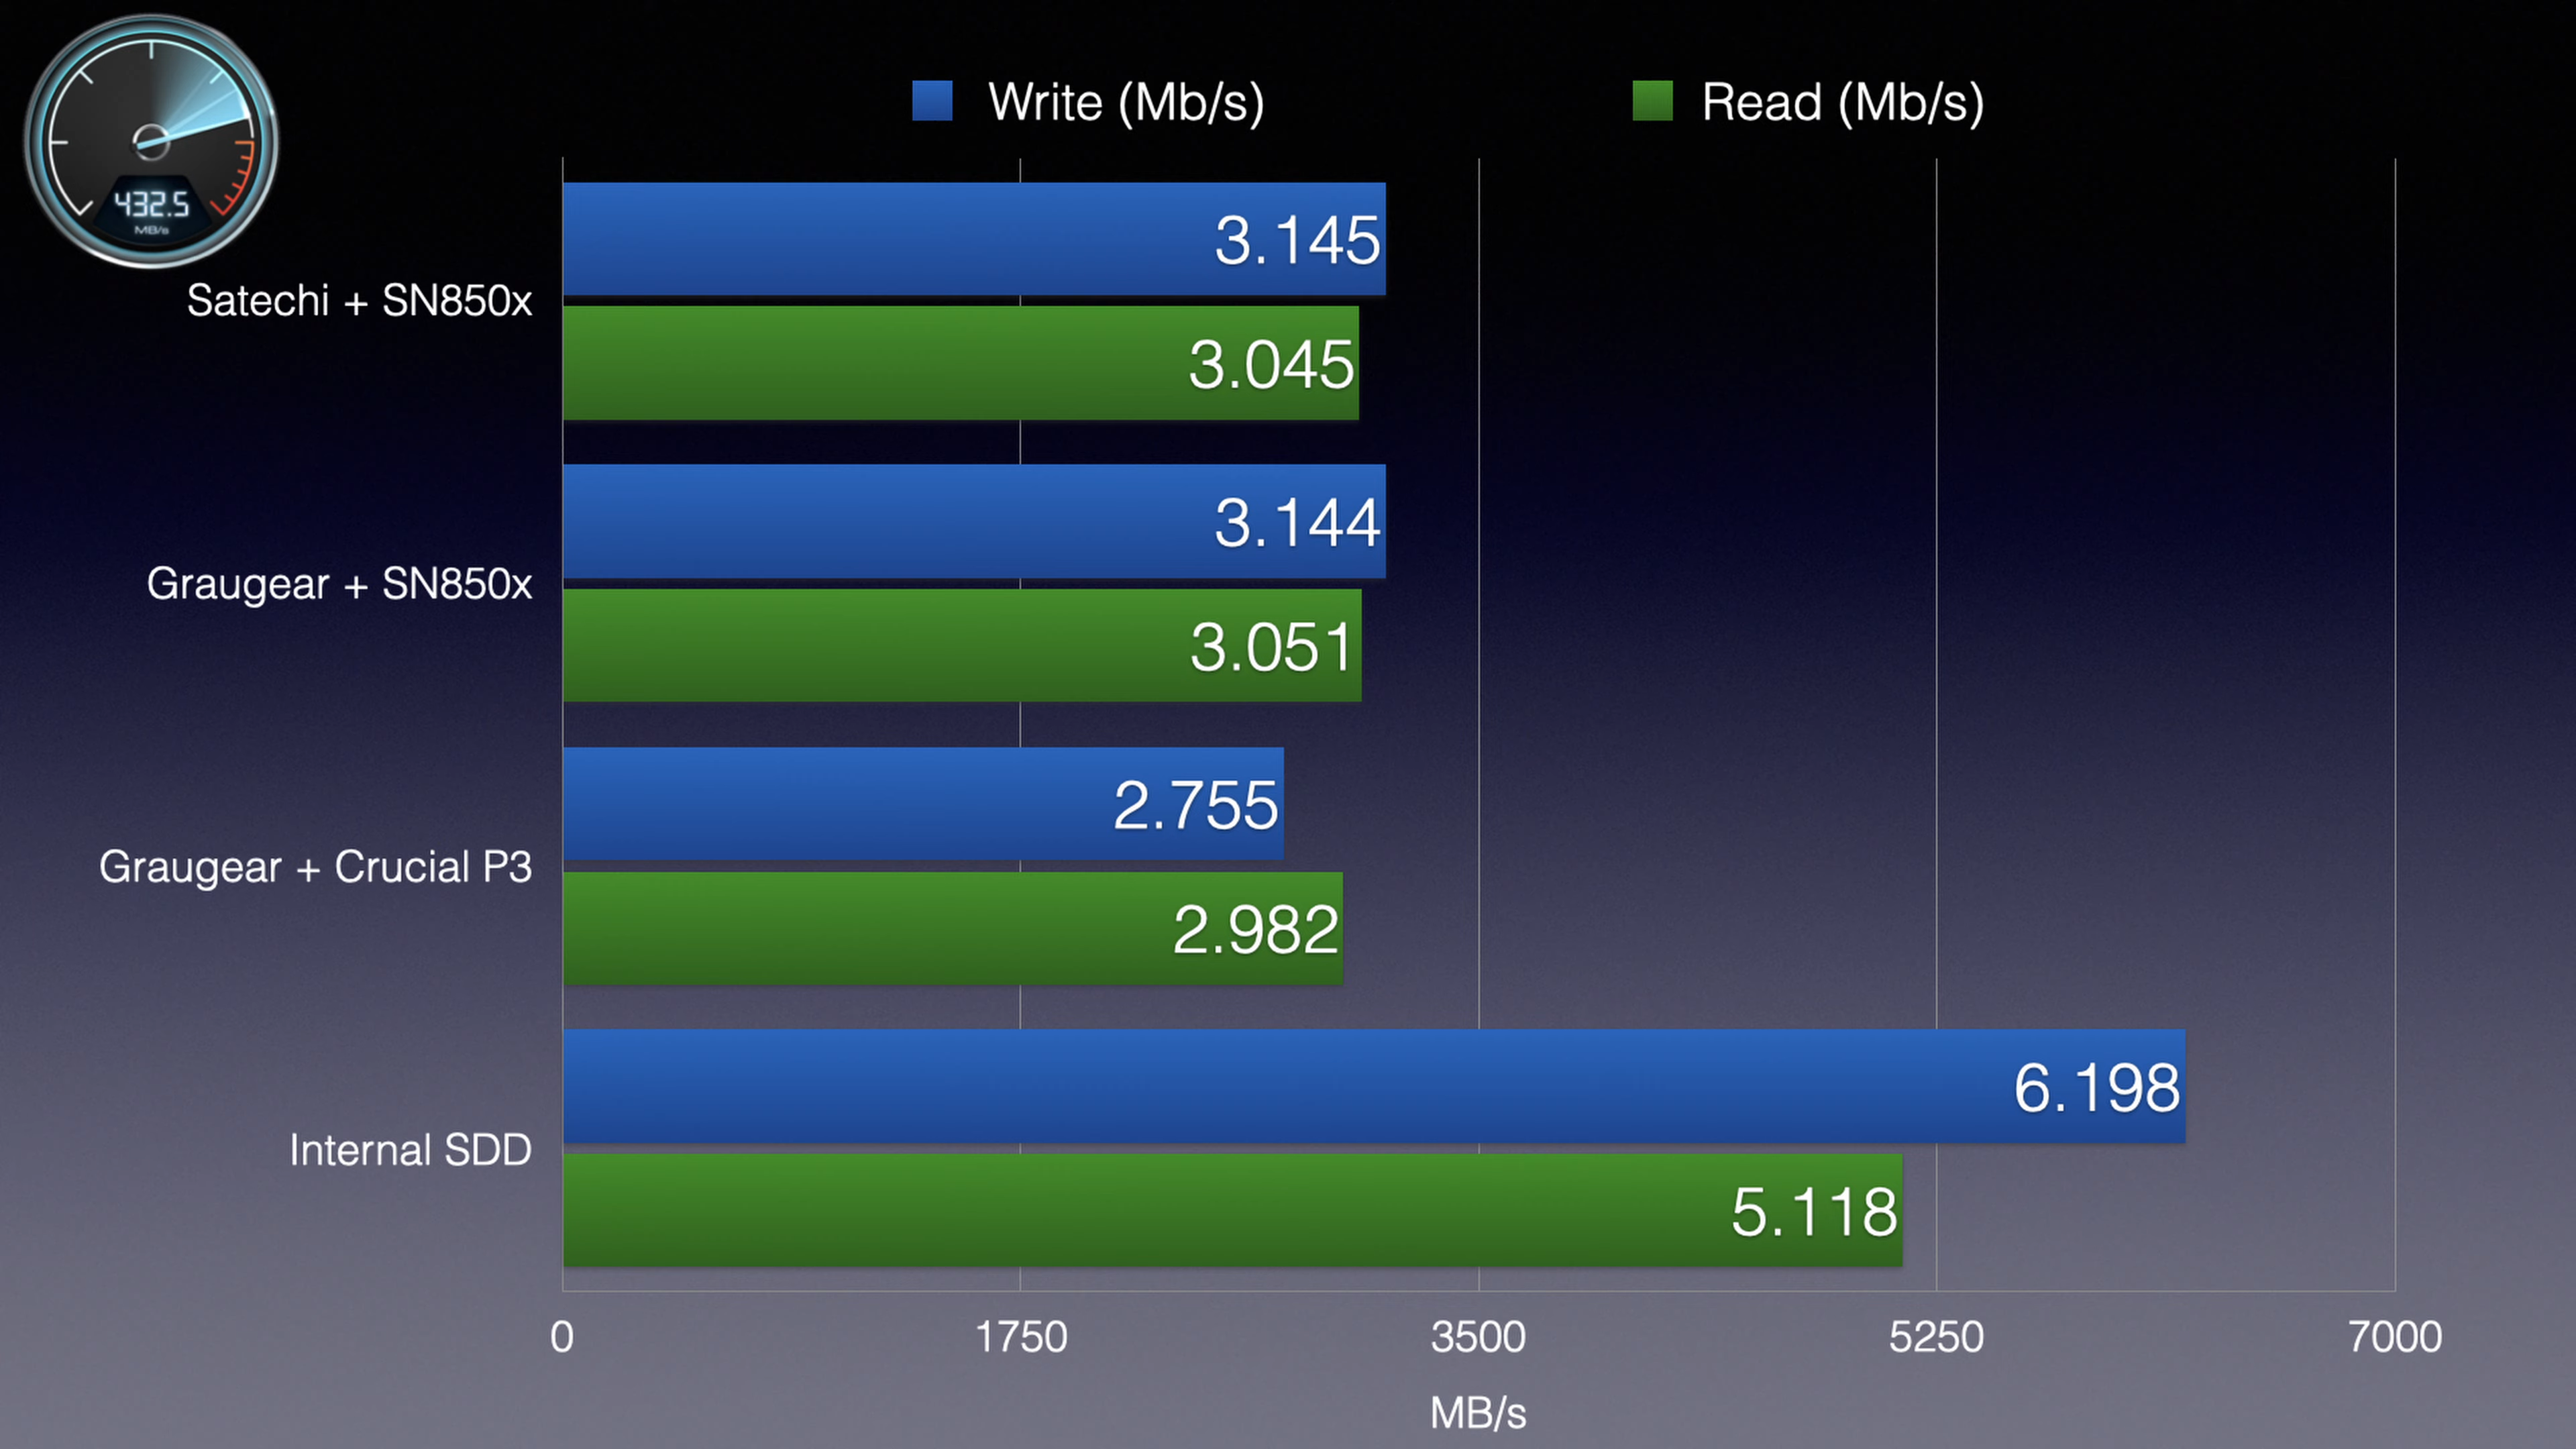 432.5
MB/s
Write (Mb/s)
Read (Mb/s)
Satechi + SN850x
3.145
3.045
Graugear + SN850x
3.144
3.051
Graugear + Crucial P3
2.755
2.982
Internal SDD
6.198
5.118
0 1750 3500 5250 7000
MB/s